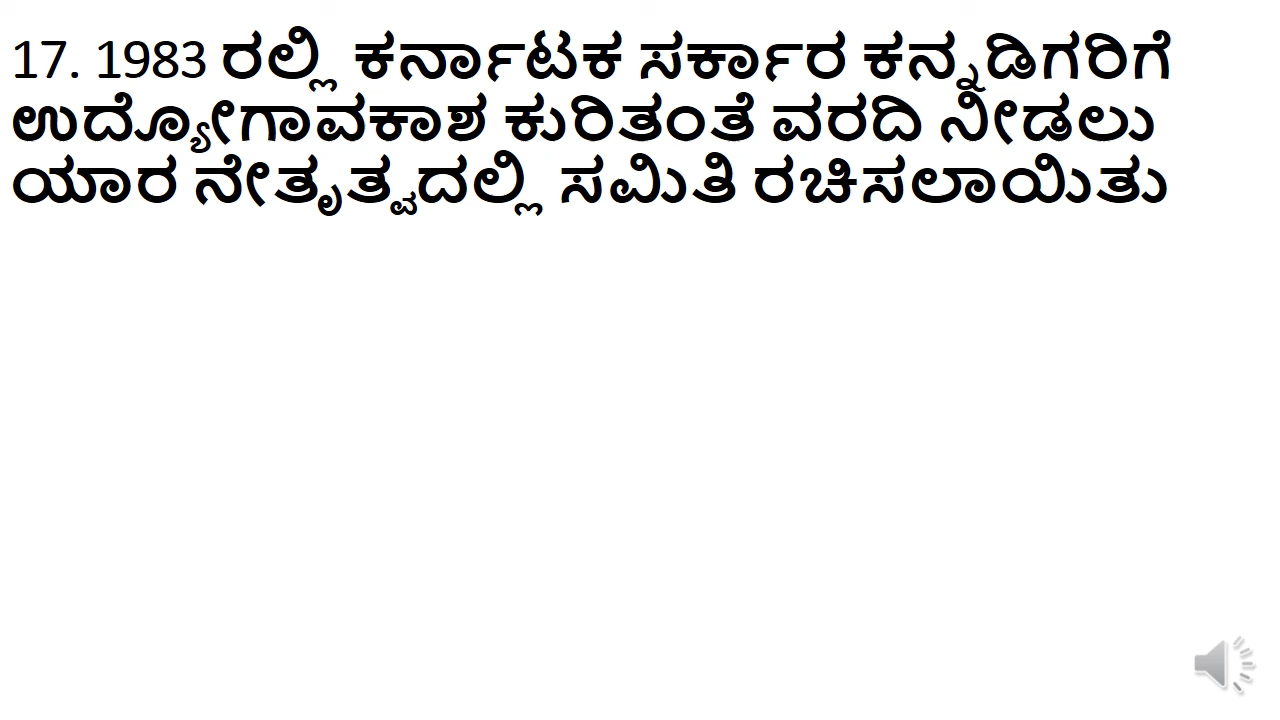 17. 1983 ರಲ್ಲಿ ಕರ್ನಾಟಕ ಸರ್ಕಾರ ಕನ್ನಡಿಗರಿಗೆ
ಉದ್ಯೋಗಾವಕಾಶ ಕುರಿತಂತೆ ವರದಿ ನೀಡಲು
ಯಾರ ನೇತೃತ್ವದಲ್ಲಿ ಸಮಿತಿ ರಚಿಸಲಾಯಿತು